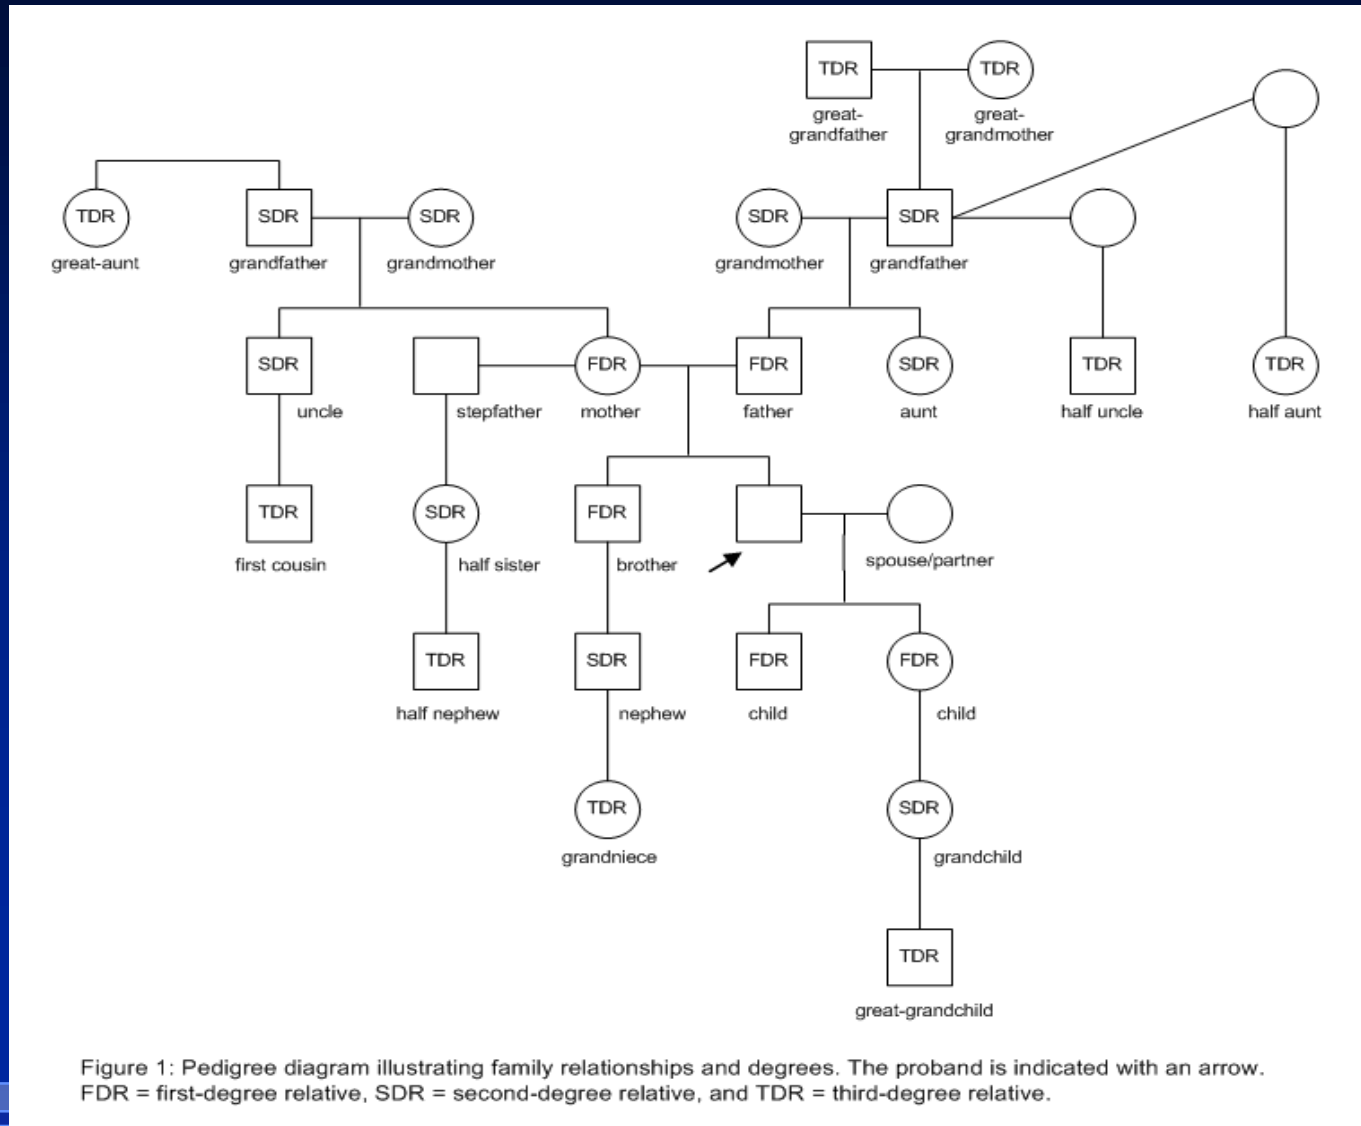 TDR TDR
great-
grandfather
great-
grandmother
TDR SDR SDR SDR SDR
great-aunt grandfather grandmother grandmother grandfather
SDR FDR FDR SDR TDR TDR
uncle stepfather mother father aunt half uncle half aunt
TDR SDR FDR
first cousin half sister brother spouse/partner
TDR SDR FDR FDR
half nephew nephew child child
TDR SDR
grandniece grandchild
TDR
great-grandchild
Figure 1: Pedigree diagram illustrating family relationships and degrees. The proband is indicated with an arrow.
FDR = first-degree relative, SDR = second-degree relative, and TDR = third-degree relative.